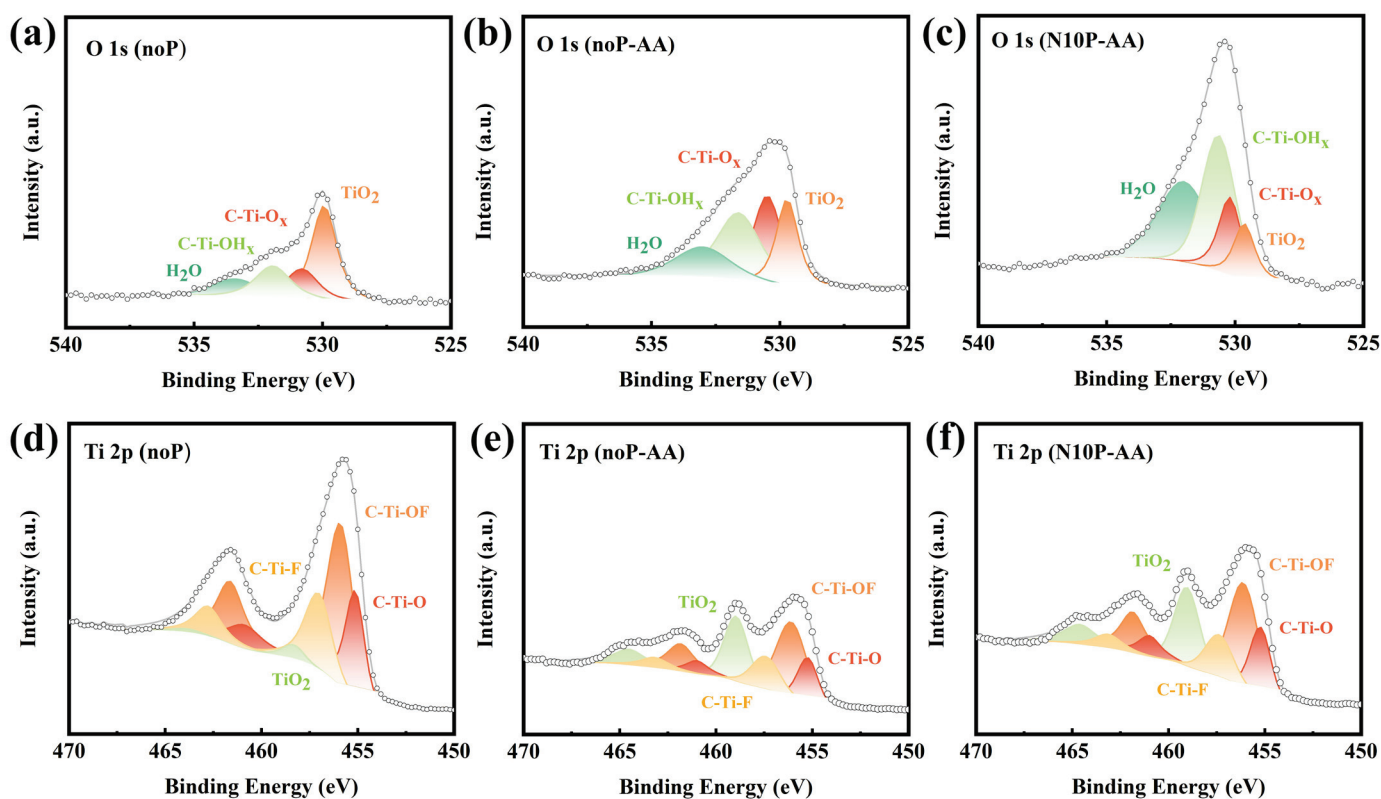 (a)
O 1s (noP)
TiO2
C-Ti-Ox
C-Ti-OHx
H2O
Intensity (a.u.)
540 535 530 525
Binding Energy (eV)
(b)
O 1s (noP-AA)
C-Ti-Ox
C-Ti-OHx
TiO2
H2O
Intensity (a.u.)
540 535 530 525
Binding Energy (eV)
(c)
O 1s (N10P-AA)
C-Ti-OHx
H2O
C-Ti-Ox
TiO2
Intensity (a.u.)
540 535 530 525
Binding Energy (eV)
(d)
Ti 2p (noP)
C-Ti-OF
C-Ti-F
C-Ti-O
TiO2
Intensity (a.u.)
470 465 460 455 450
Binding Energy (eV)
(e)
Ti 2p (noP-AA)
C-Ti-OF
TiO2
C-Ti-O
C-Ti-F
Intensity (a.u.)
470 465 460 455 450
Binding Energy (eV)
(f)
Ti 2p (N10P-AA)
TiO2
C-Ti-OF
C-Ti-O
C-Ti-F
Intensity (a.u.)
470 465 460 455 450
Binding Energy (eV)